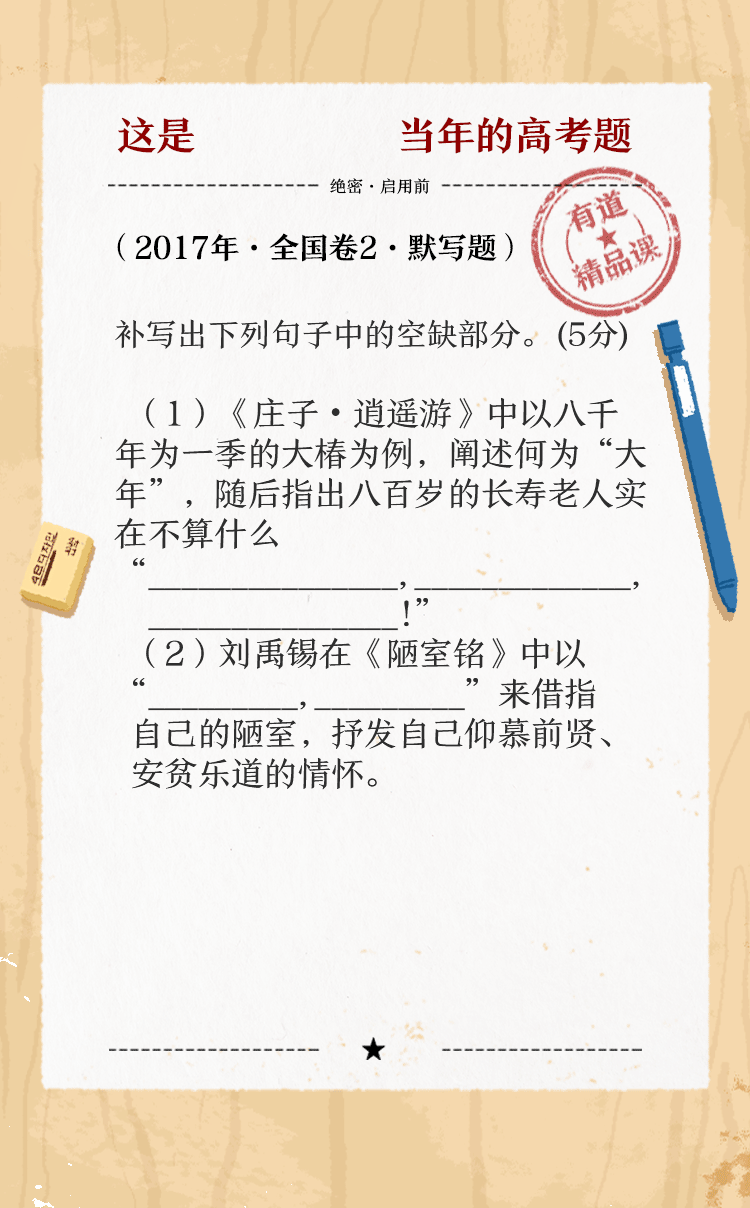 这是 当年的高考题
绝密·启用前
有道
精品课
（2017年·全国卷2·默写题）
补写出下列句子中的空缺部分。(5分)
（1）《庄子·逍遥游》中以八千
年为一季的大椿为例，阐述何为“大
年”，随后指出八百岁的长寿老人实
在不算什么
“_______________,_____________,
_______________!”
（2）刘禹锡在《陋室铭》中以
“_________,_________”来借指
自己的陋室，抒发自己仰慕前贤、
安贫乐道的情怀。